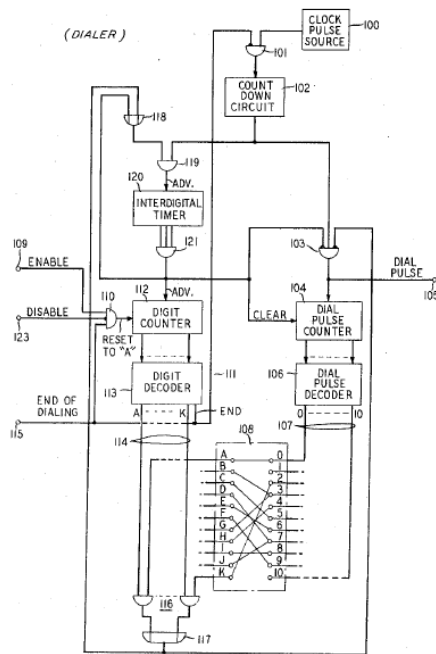 (DIALER)
CLOCK
PULSE
SOURCE
100
101
COUNT
DOWN
CIRCUIT
102
118
119
120
ADV.
INTERDIGITAL
TIMER
121
103
109
ENABLE
110
112
ADV.
DIGIT
COUNTER
104
CLEAR
DIAL
PULSE
COUNTER
DIAL
PULSE
105
DISABLE
123
RESET
TO "A"
113
DIGIT
DECODER
111
106
DIAL
PULSE
DECODER
END OF
DIALING
115
A
K
END
0
10
107
114
108
A 0
B 1
C 2
D 3
E 4
F 5
G 6
H 7
I 8
J 9
K 10
116
117